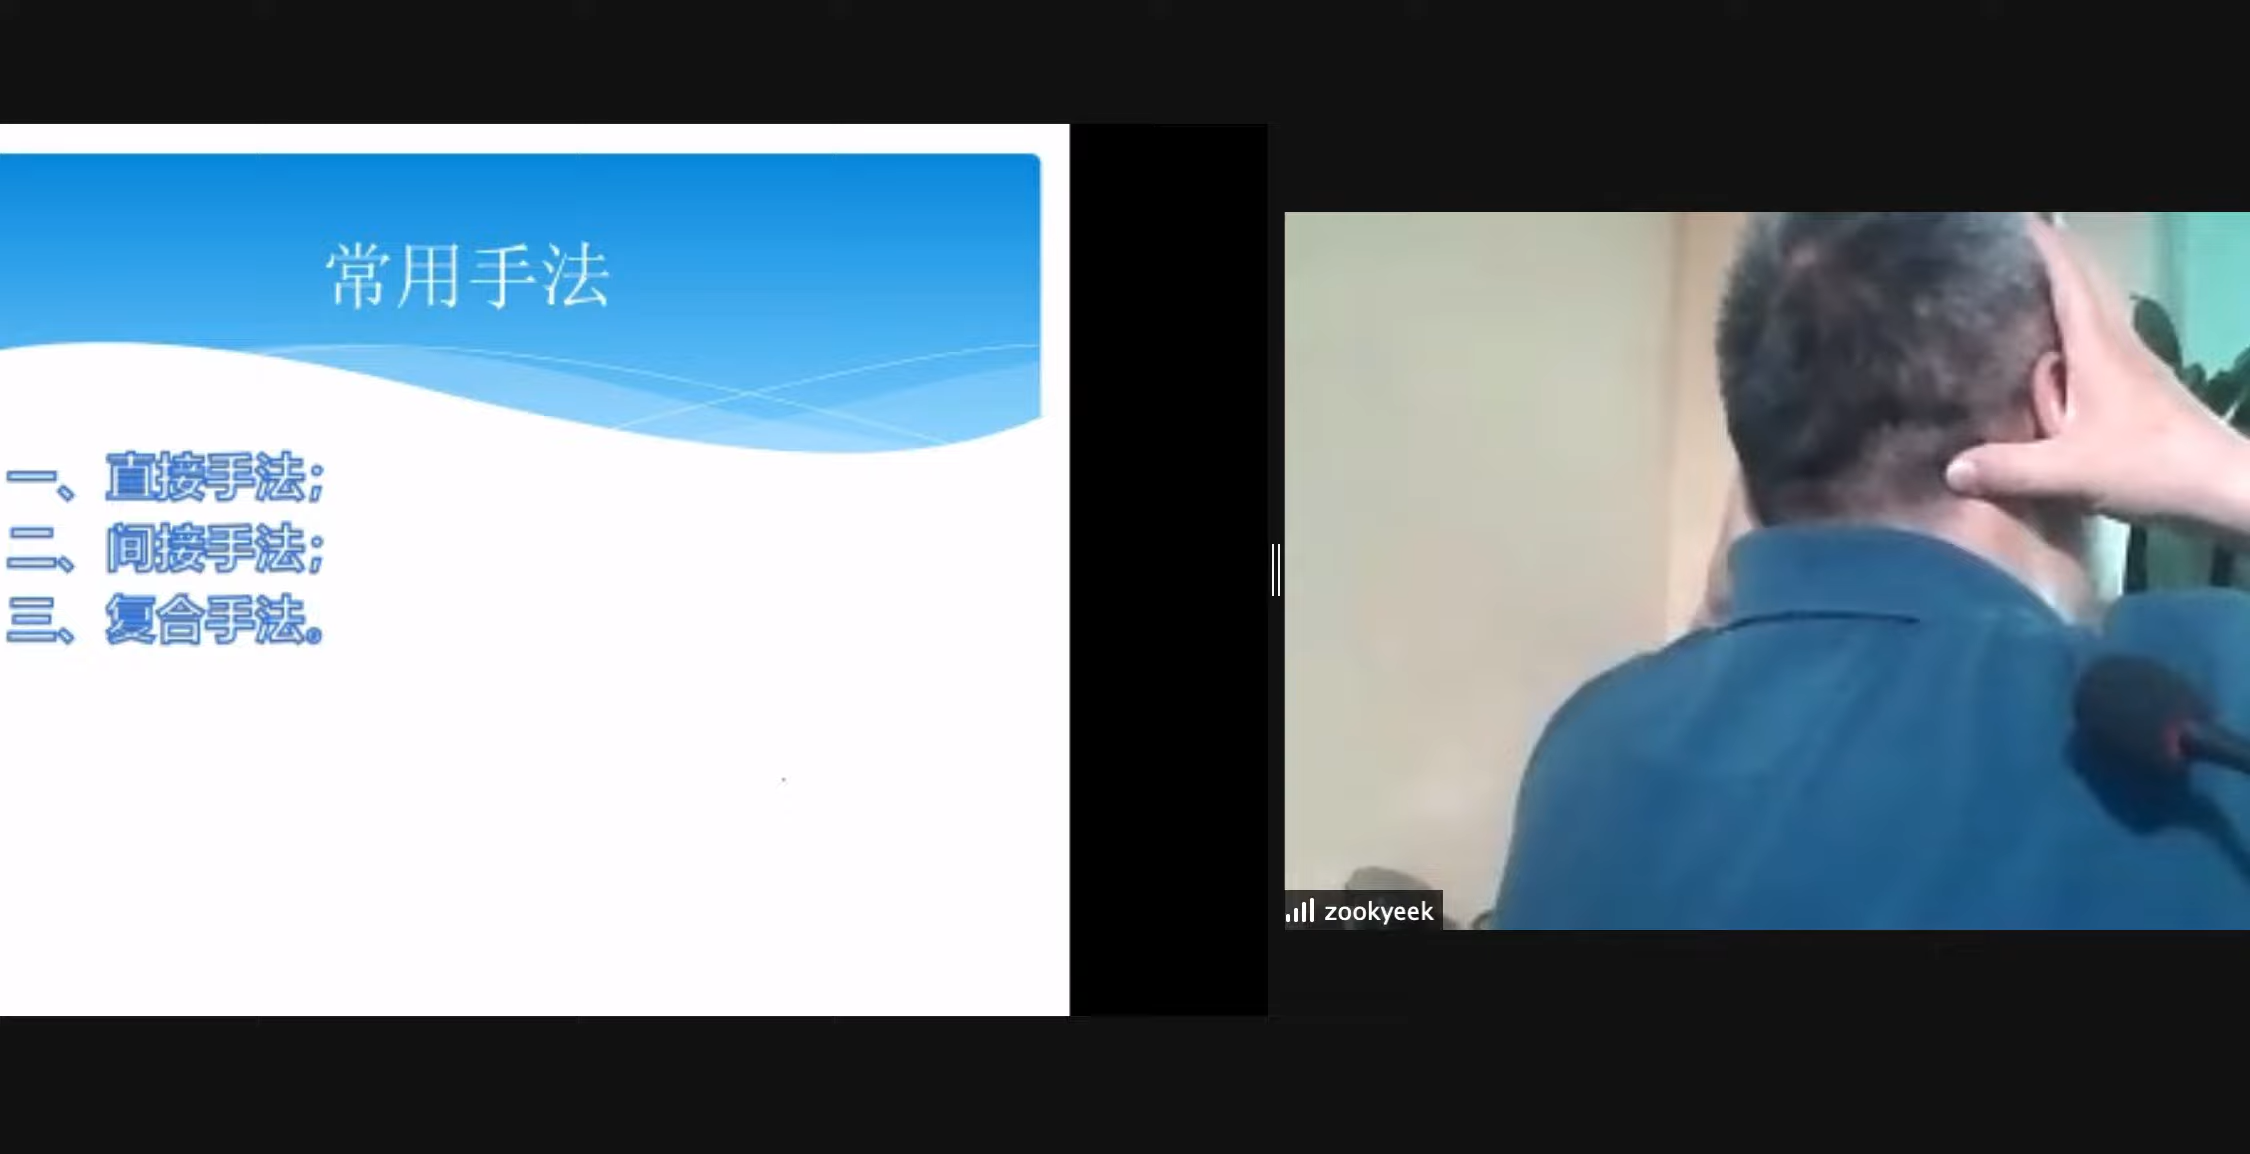 常用手法
一、直接手法；
二、间接手法；
三、复合手法。
zookyeek